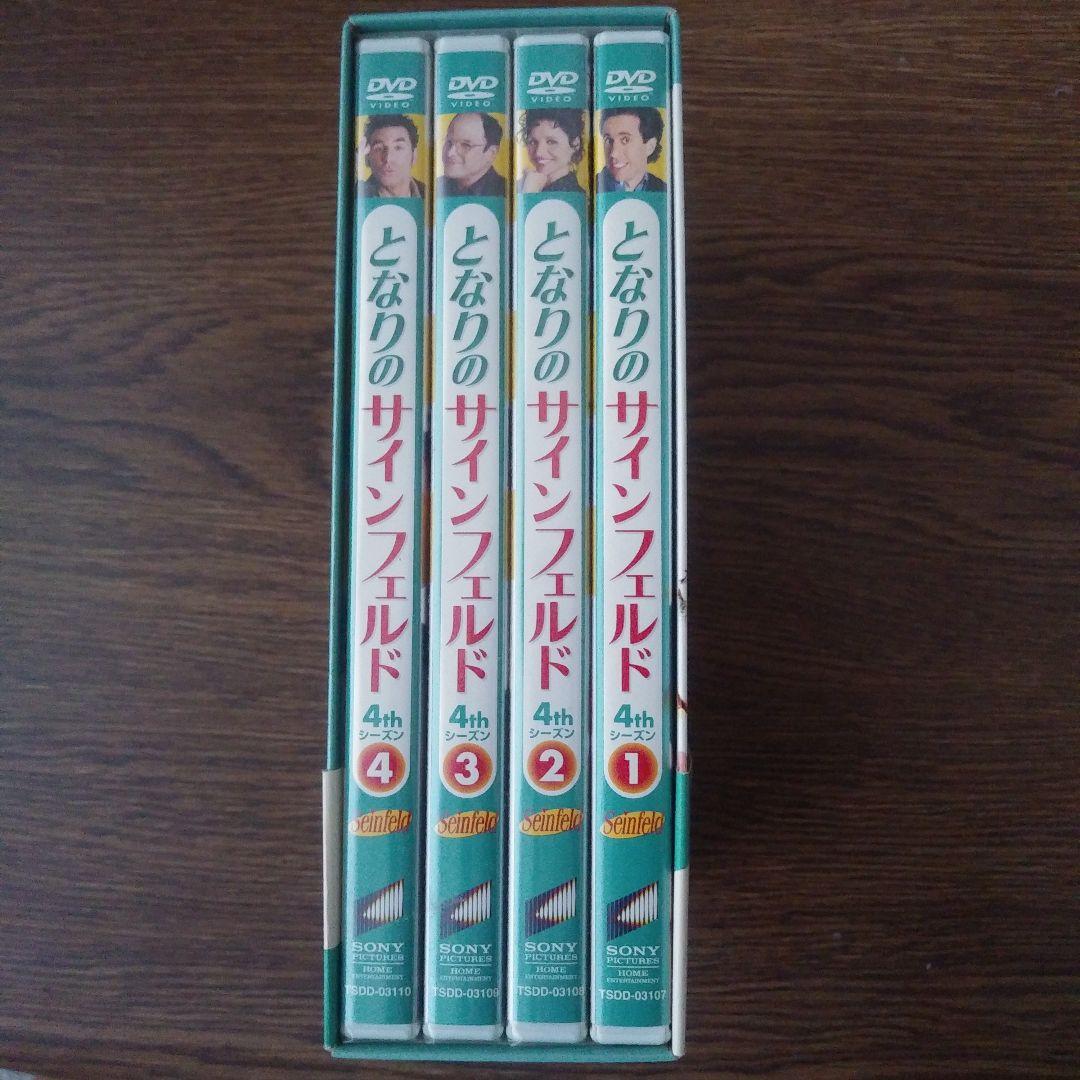 DVD
VIDEO
となりの
サインフェルド
4th
シーズン
4
Seinfeld
SONY
PICTURES
HOME
ENTERTAINMENT
TSDD-03110
DVD
VIDEO
となりの
サインフェルド
4th
シーズン
3
Seinfeld
SONY
PICTURES
HOME
ENTERTAINMENT
TSDD-03109
DVD
VIDEO
となりの
サインフェルド
4th
シーズン
2
Seinfeld
SONY
PICTURES
HOME
ENTERTAINMENT
TSDD-03108
DVD
VIDEO
となりの
サインフェルド
4th
シーズン
1
Seinfeld
SONY
PICTURES
HOME
ENTERTAINMENT
TSDD-03107